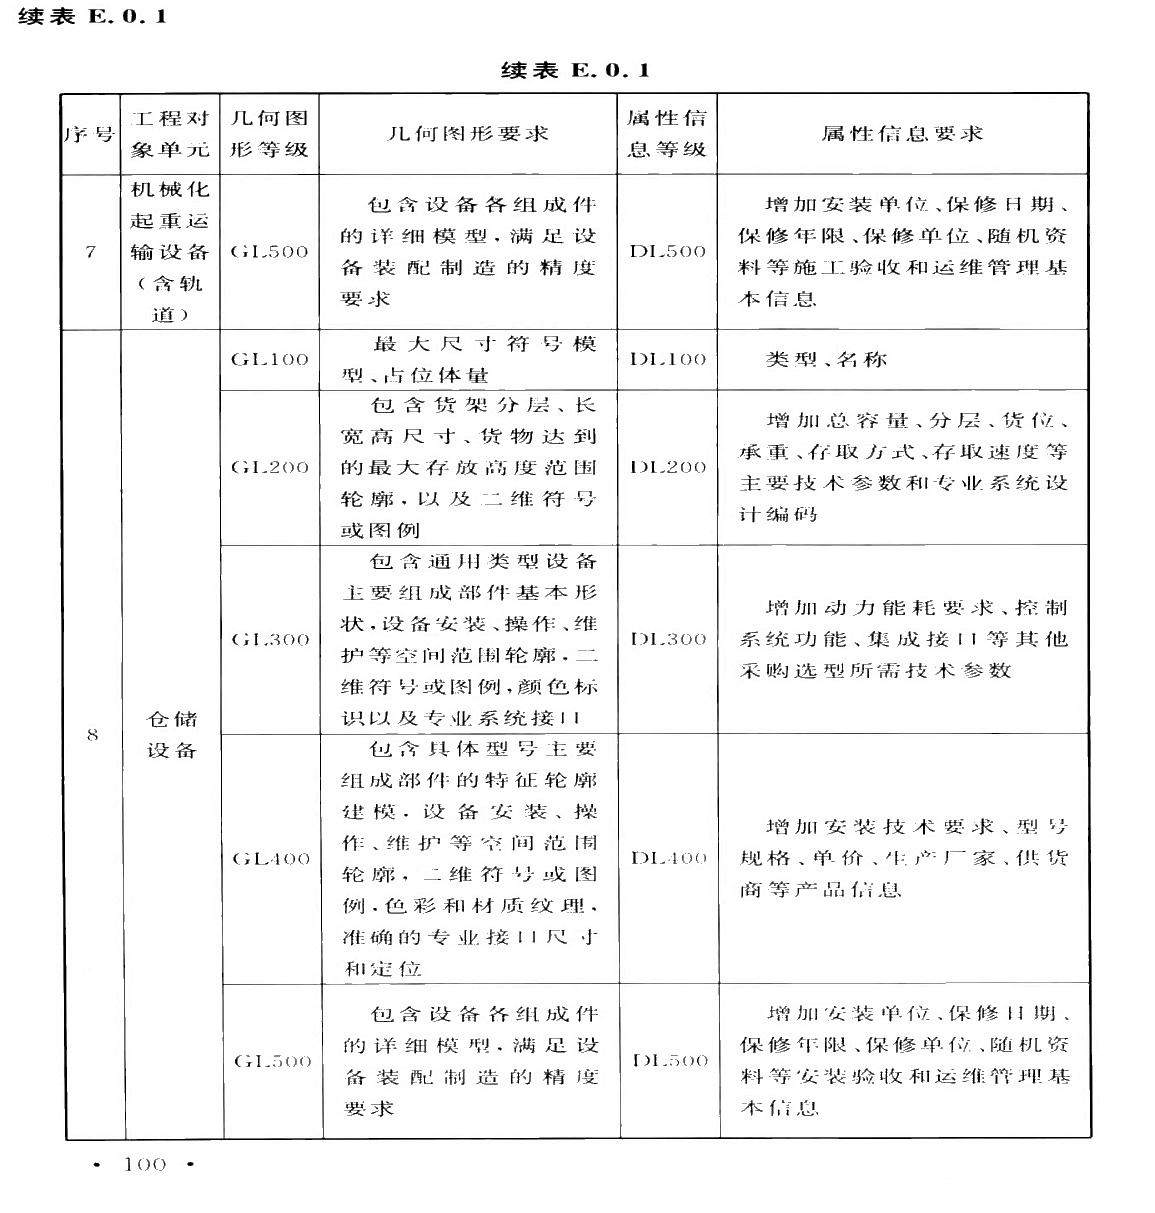 续表 E.0.1
续表 E.0.1
序号
工程对
象单元
几何图
形等级
几何图形要求
属性信
息等级
属性信息要求
7
机械化
起重运
输设备
(含轨
道)
GL500
包含设备各组成件
的详细模型,满足设
备装配制造的精度
要求
DL500
增加安装单位、保修日期、
保修年限、保修单位、随机资
料等施工验收和运维管理基
本信息
8
仓储
设备
GL100
最大尺寸符号模
型、占位体量
DL100
类型、名称
GL200
包含货架分层、长
宽高尺寸、货物达到
的最大存放高度范围
轮廓,以及二维符号
或图例
DL200
增加总容量、分层、货位、
承重、存取方式、存取速度等
主要技术参数和专业系统设
计编码
GL300
包含通用类型设备
主要组成部件基本形
状,设备安装、操作、维
护等空间范围轮廓,二
维符号或图例,颜色标
识以及专业系统接口
DL300
增加动力能耗要求、控制
系统功能、集成接口等其他
采购选型所需技术参数
GL400
包含具体型号主要
组成部件的特征轮廓
建模,设备安装、操
作、维护等空间范围
轮廓,二维符号或图
例,色彩和材质纹理,
准确的专业接口尺寸
和定位
DL400
增加安装技术要求、型号
规格、单价、生产厂家、供货
商等产品信息
GL500
包含设备各组成件
的详细模型,满足设
备装配制造的精度
要求
DL500
增加安装单位、保修日期、
保修年限、保修单位、随机资
料等安装验收和运维管理基
本信息
· 100 ·